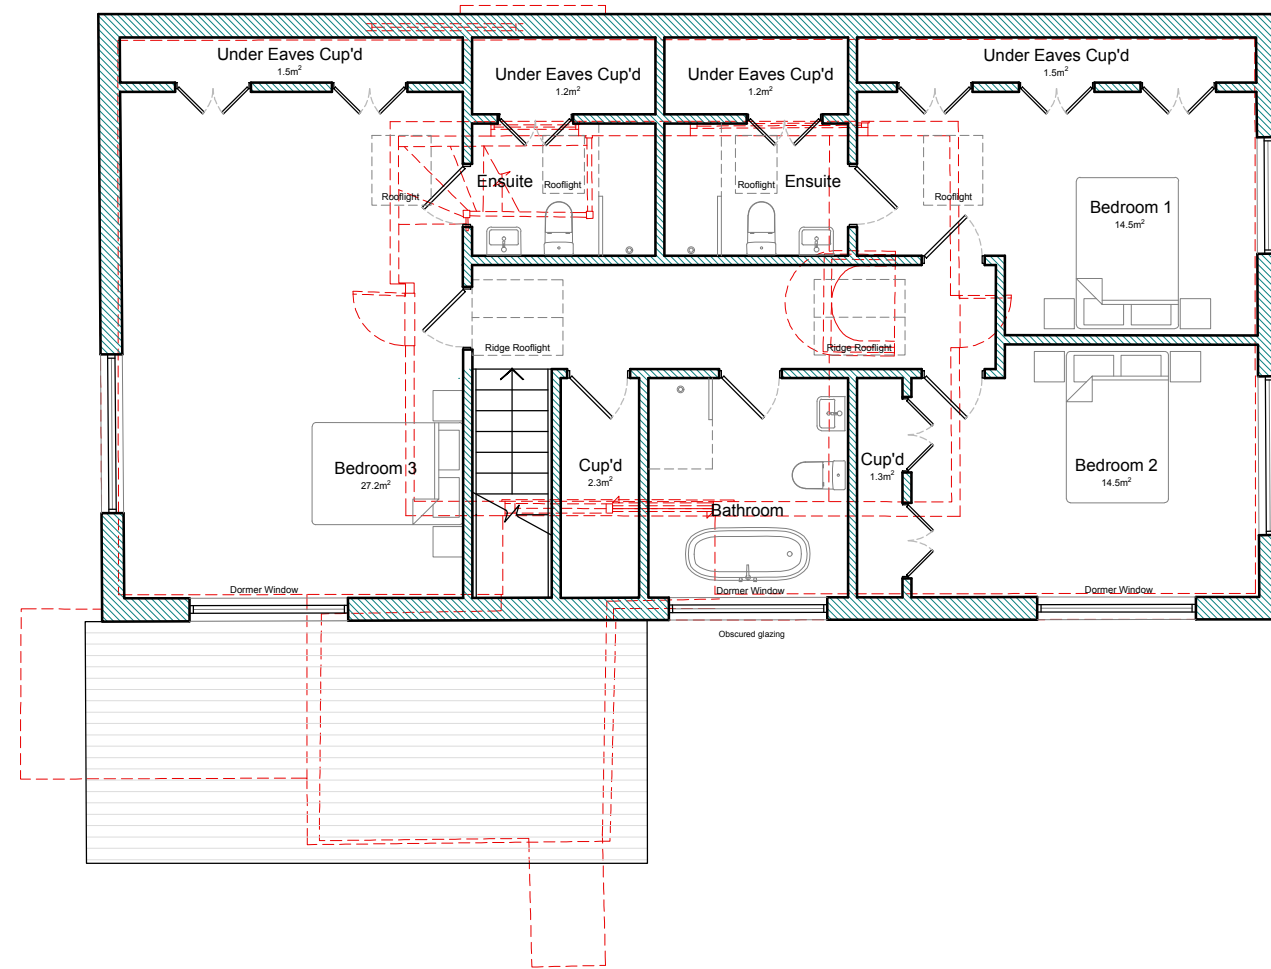 Under Eaves Cup'd
1.5m²
Under Eaves Cup'd
1.2m²
Under Eaves Cup'd
1.2m²
Under Eaves Cup'd
1.5m²
Ensuite
Rooflight
Rooflight
Rooflight
Ensuite
Rooflight
Bedroom 1
14.5m²
Ridge Rooflight
Ridge Rooflight
Bedroom 3
27.2m²
Cup'd
2.3m²
Bathroom
Cup'd
1.3m²
Bedroom 2
14.5m²
Dormer Window
Dormer Window
Dormer Window
Obscured glazing